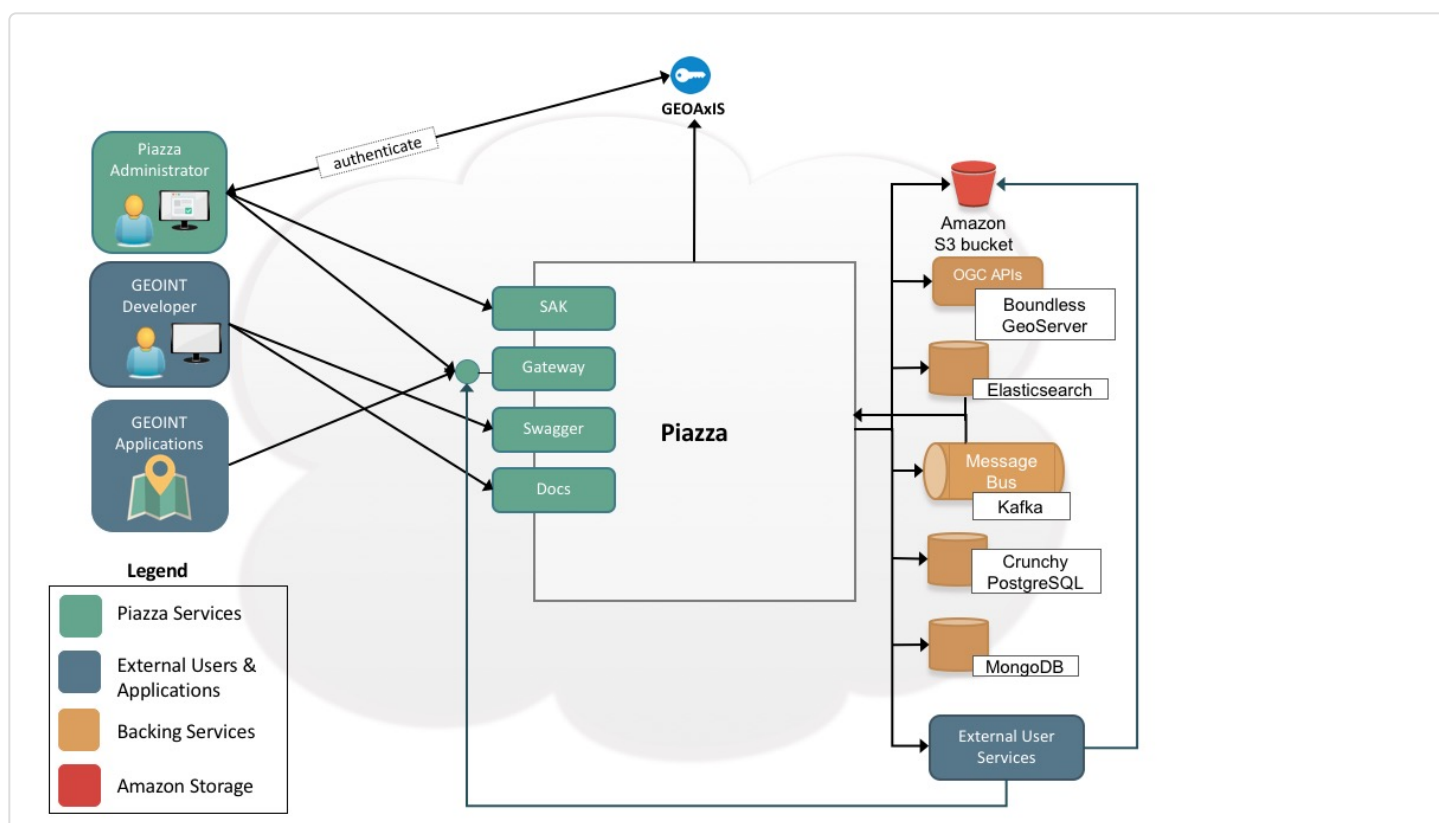 GEOAxIS
authenticate
Piazza
Administrator
GEOINT
Developer
GEOINT
Applications
SAK
Gateway
Swagger
Docs
Piazza
Amazon
S3 bucket
OGC APIs
Boundless
GeoServer
Elasticsearch
Message
Bus
Kafka
Crunchy
PostgreSQL
MongoDB
External User
Services
Legend
Piazza Services
External Users &
Applications
Backing Services
Amazon Storage